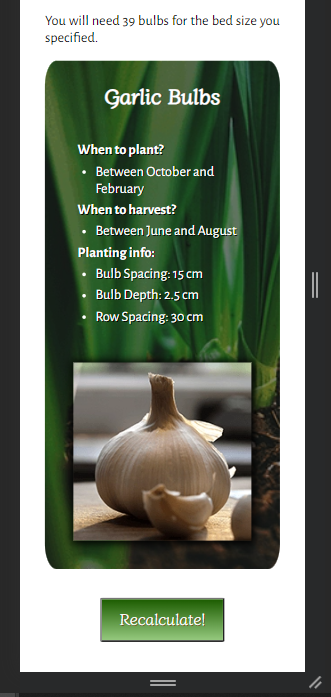 You will need 39 bulbs for the bed size you
specified.
Garlic Bulbs
When to plant?
• Between October and
February
When to harvest?
• Between June and August
Planting info:
• Bulb Spacing: 15 cm
• Bulb Depth: 2.5 cm
• Row Spacing: 30 cm
Recalculate!